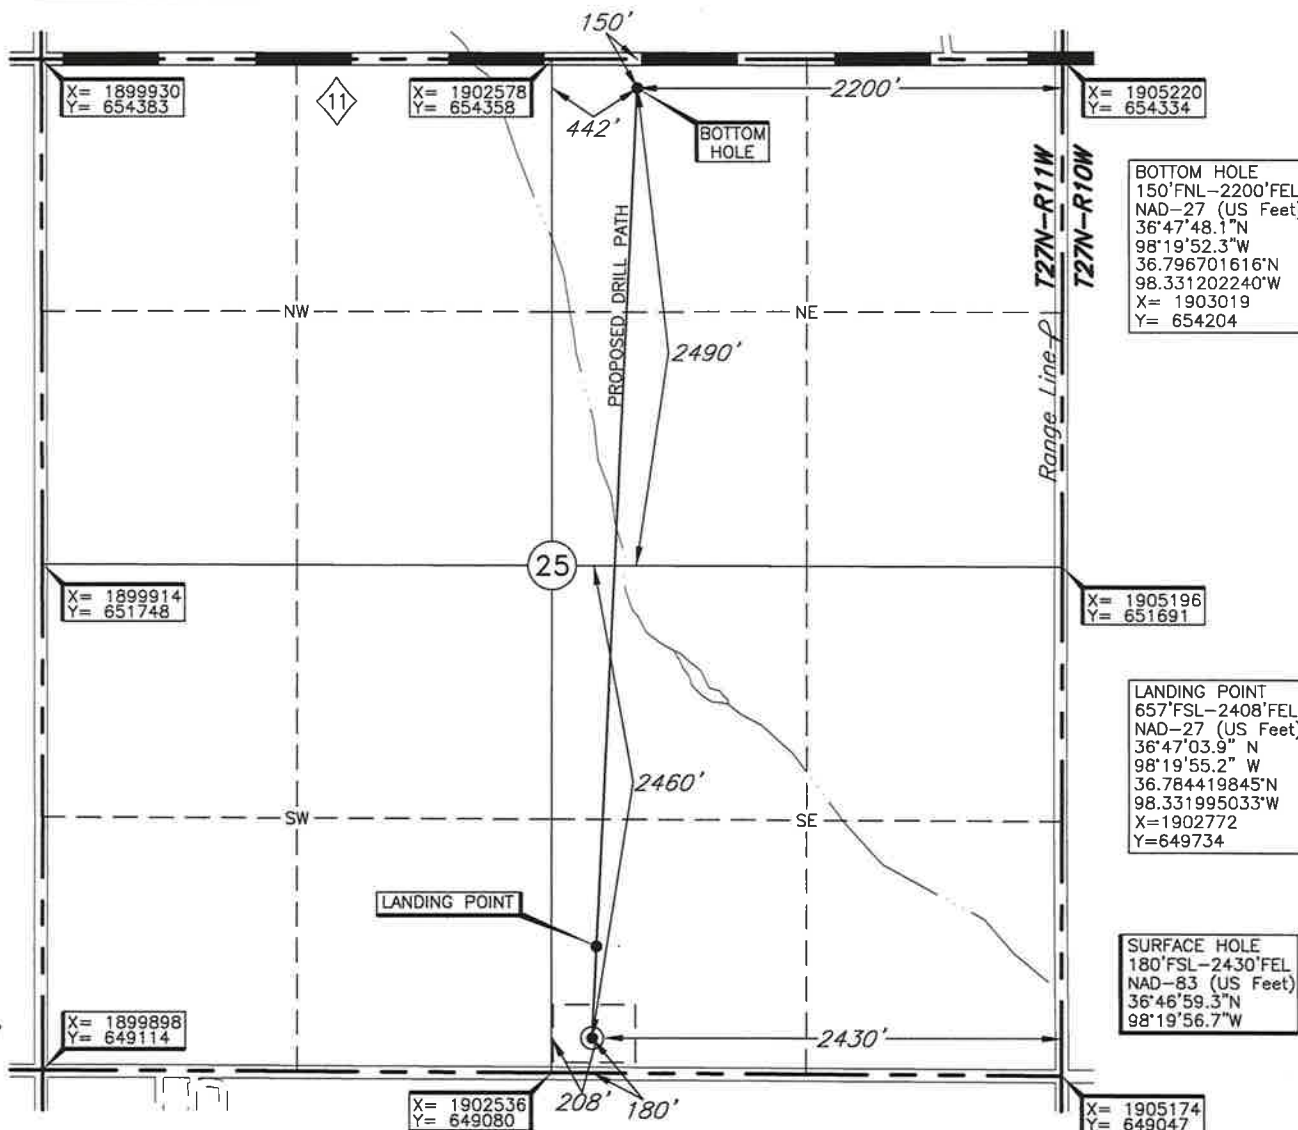 150'
X= 1899930
Y= 654383
11
X= 1902578
Y= 654358
2200'
X= 1905220
Y= 654334
442'
BOTTOM
HOLE
T27N-R11W
T27N-R10W
BOTTOM HOLE
150'FNL-2200'FEL
NAD-27 (US Feet)
36°47'48.1"N
98°19'52.3"W
36.796701616°N
98.331202240°W
X= 1903019
Y= 654204
NW
PROPOSED DRILL PATH
NE
2490'
Range Line
25
X= 1899914
Y= 651748
X= 1905196
Y= 651691
LANDING POINT
657'FSL-2408'FEL
NAD-27 (US Feet)
36°47'03.9" N
98°19'55.2" W
36.784419845°N
98.331995033°W
X=1902772
Y=649734
2460'
SW
SE
LANDING POINT
SURFACE HOLE
180'FSL-2430'FEL
NAD-83 (US Feet)
36°46'59.3"N
98°19'56.7"W
X= 1899898
Y= 649114
2430'
X= 1902536
Y= 649080
208'
180'
X= 1905174
Y= 649047